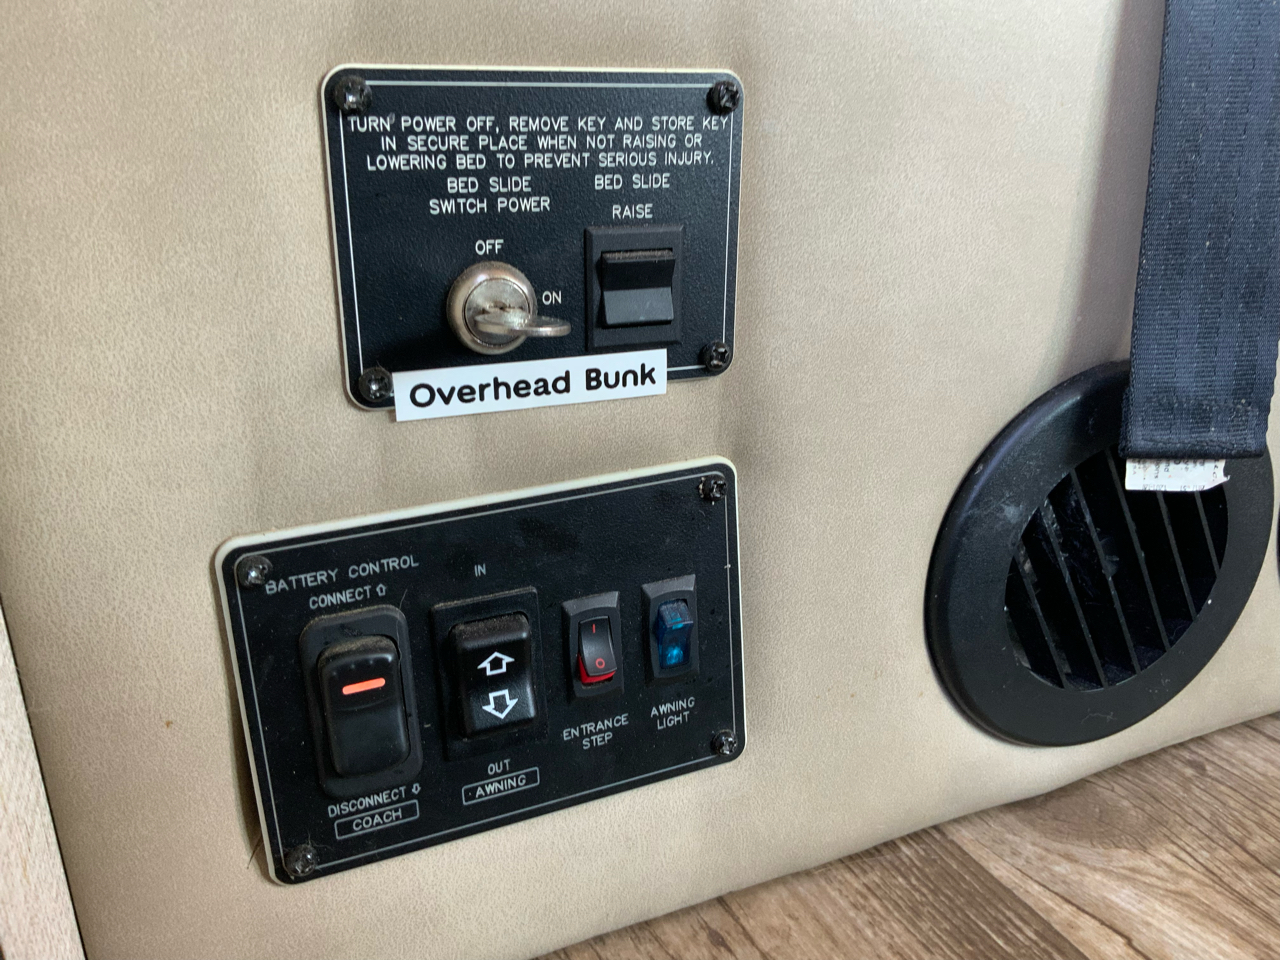 TURN POWER OFF, REMOVE KEY AND STORE KEY
IN SECURE PLACE WHEN NOT RAISING OR
LOWERING BED TO PREVENT SERIOUS INJURY.
BED SLIDE
SWITCH POWER
BED SLIDE
RAISE
OFF
ON
Overhead Bunk
BATTERY CONTROL
CONNECT
IN
DISCONNECT
COACH
OUT
AWNING
ENTRANCE
STEP
AWNING
LIGHT